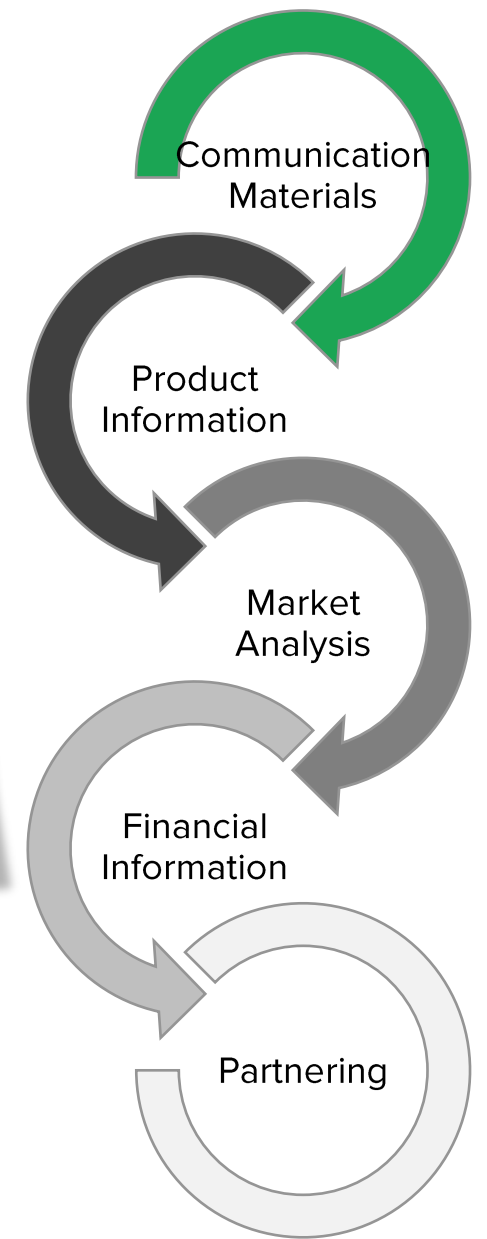 Communication
Materials
Product
Information
Market
Analysis
Financial
Information
Partnering